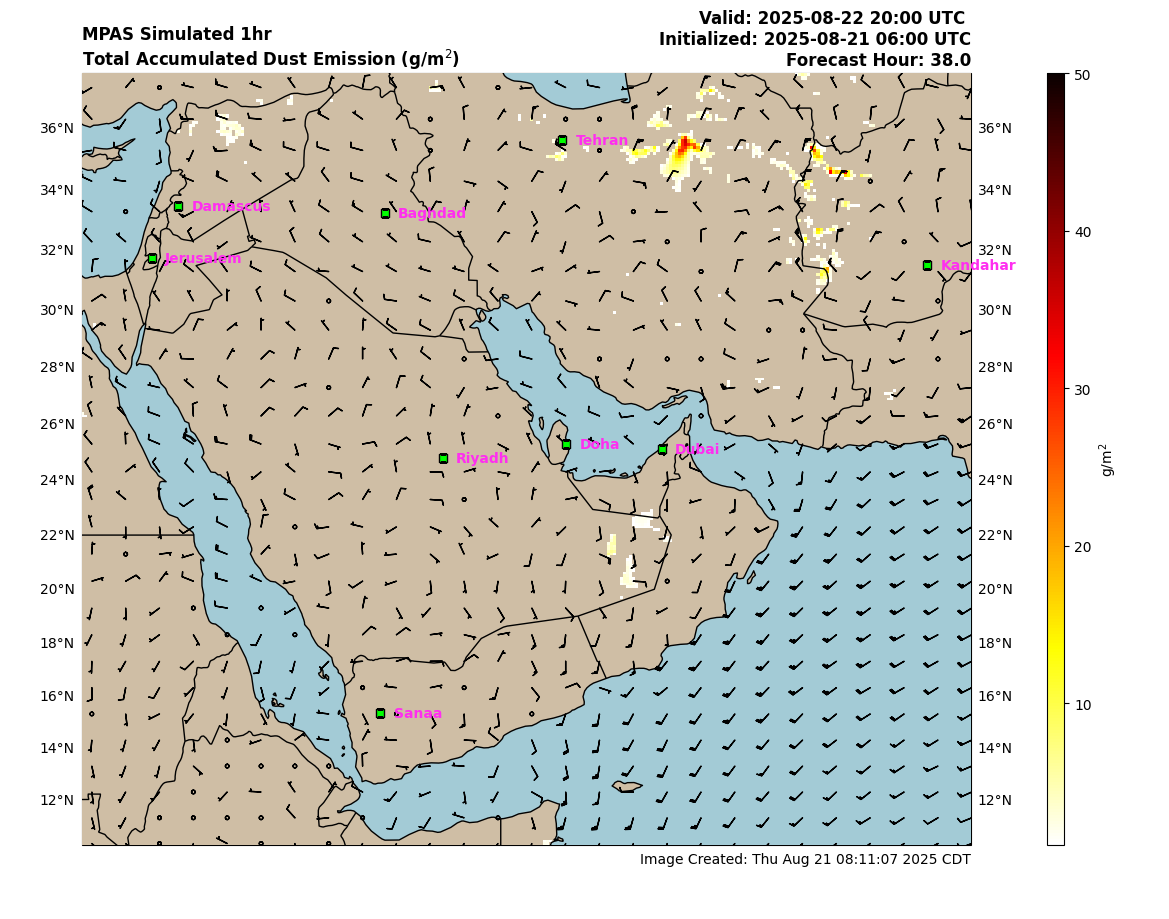 MPAS Simulated 1hr
Total Accumulated Dust Emission (g/m²)
Valid: 2025-08-22 20:00 UTC
Initialized: 2025-08-21 06:00 UTC
Forecast Hour: 38.0
36°N
34°N
32°N
30°N
28°N
26°N
24°N
22°N
20°N
18°N
16°N
14°N
12°N
Tehran
Damascus
Baghdad
Jerusalem
Kandahar
Doha
Dubai
Riyadh
Sanaa
36°N
34°N
32°N
30°N
28°N
26°N
24°N
22°N
20°N
18°N
16°N
14°N
12°N
50
40
30
20
10
g/m²
Image Created: Thu Aug 21 08:11:07 2025 CDT